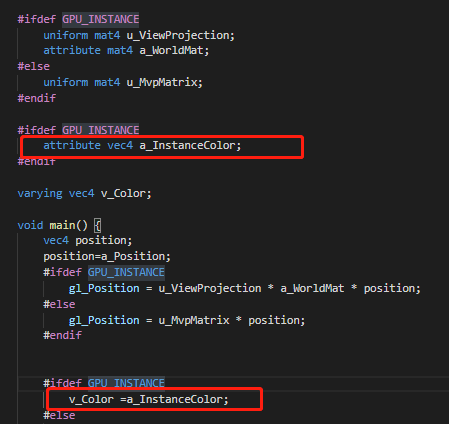 #ifdef GPU_INSTANCE
uniform mat4 u_ViewProjection;
attribute mat4 a_WorldMat;
#else
uniform mat4 u_MvpMatrix;
#endif
#ifdef GPU_INSTANCE
attribute vec4 a_InstanceColor;
#endif
varying vec4 v_Color;
void main() {
vec4 position;
position=a_Position;
#ifdef GPU_INSTANCE
gl_Position = u_ViewProjection * a_WorldMat * position;
#else
gl_Position = u_MvpMatrix * position;
#endif
#ifdef GPU_INSTANCE
v_Color =a_InstanceColor;
#else